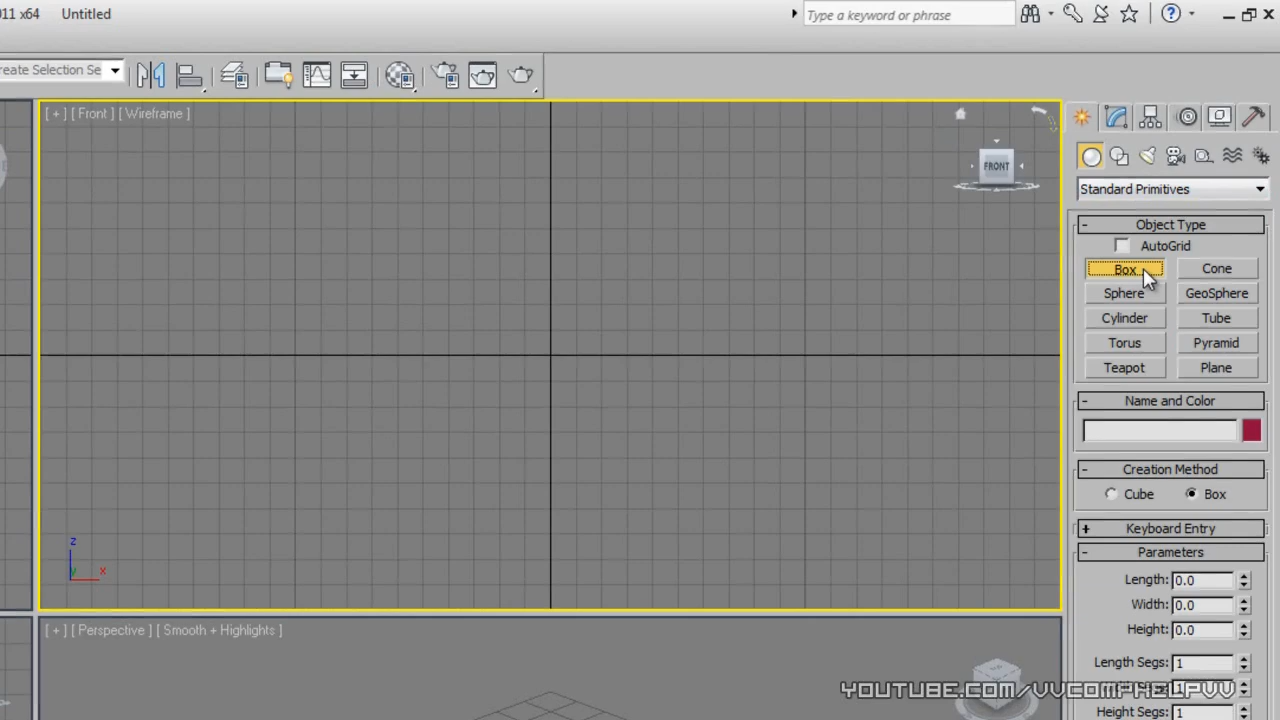 11 x64 Untitled
Type a keyword or phrase
reate Selection Se
[ + ] [ Front ] [ Wireframe ]
FRONT
Standard Primitives
- Object Type
AutoGrid
Box Cone
Sphere GeoSphere
Cylinder Tube
Torus Pyramid
Teapot Plane
- Name and Color
- Creation Method
Cube Box
+ Keyboard Entry
- Parameters
Length: 0.0
Width: 0.0
Height: 0.0
Length Segs: 1
Height Segs: 1
z
y
x
[ + ] [ Perspective ] [ Smooth + Highlights ]
YOUTUBE.COM/VVCOMPHELPVV